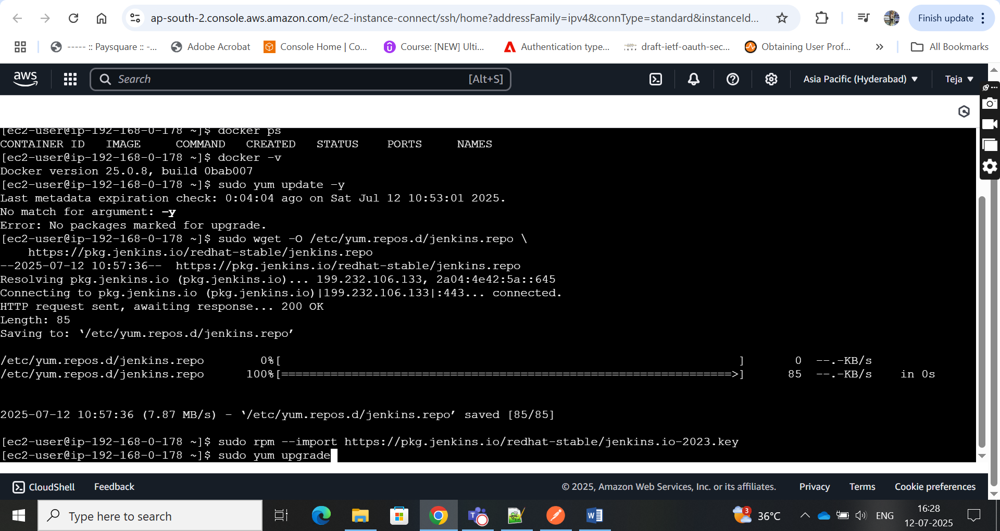 ap-south-2.console.aws.amazon.com/ec2-instance-connect/ssh/home?addressFamily=ipv4&connType=standard&instanceId...
Finish update
----- :: Paysquare :: -...
Adobe Acrobat
Console Home | Co...
Course: [NEW] Ulti...
Authentication type...
draft-ietf-oauth-sec...
Obtaining User Prof...
»
All Bookmarks
aws
Search
[Alt+S]
Asia Pacific (Hyderabad)
Teja
[ec2-user@ip-192-168-0-178 ~]$ docker ps
CONTAINER ID   IMAGE     COMMAND   CREATED   STATUS    PORTS     NAMES
[ec2-user@ip-192-168-0-178 ~]$ docker –v
Docker version 25.0.8, build 0bab007
[ec2-user@ip-192-168-0-178 ~]$ sudo yum update –y
Last metadata expiration check: 0:04:04 ago on Sat Jul 12 10:53:01 2025.
No match for argument: –y
Error: No packages marked for upgrade.
[ec2-user@ip-192-168-0-178 ~]$ sudo wget -O /etc/yum.repos.d/jenkins.repo \
    https://pkg.jenkins.io/redhat-stable/jenkins.repo
--2025-07-12 10:57:36--  https://pkg.jenkins.io/redhat-stable/jenkins.repo
Resolving pkg.jenkins.io (pkg.jenkins.io)... 199.232.106.133, 2a04:4e42:5a::645
Connecting to pkg.jenkins.io (pkg.jenkins.io)|199.232.106.133|:443... connected.
HTTP request sent, awaiting response... 200 OK
Length: 85
Saving to: ‘/etc/yum.repos.d/jenkins.repo’
/etc/yum.repos.d/jenkins.repo        0%[                                                                 ]       0  --.-KB/s
/etc/yum.repos.d/jenkins.repo      100%[================================================================>]      85  --.-KB/s    in 0s
2025-07-12 10:57:36 (7.87 MB/s) - ‘/etc/yum.repos.d/jenkins.repo’ saved [85/85]
[ec2-user@ip-192-168-0-178 ~]$ sudo rpm --import https://pkg.jenkins.io/redhat-stable/jenkins.io-2023.key
[ec2-user@ip-192-168-0-178 ~]$ sudo yum upgrade
CloudShell
Feedback
© 2025, Amazon Web Services, Inc. or its affiliates.
Privacy
Terms
Cookie preferences
Type here to search
3
36°C
ENG
16:28
12-07-2025